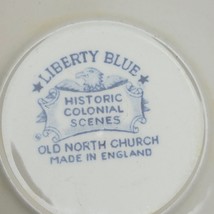 ★ LIBERTY BLUE ★
HISTORIC
COLONIAL
SCENES
OLD NORTH CHURCH
MADE IN ENGLAND